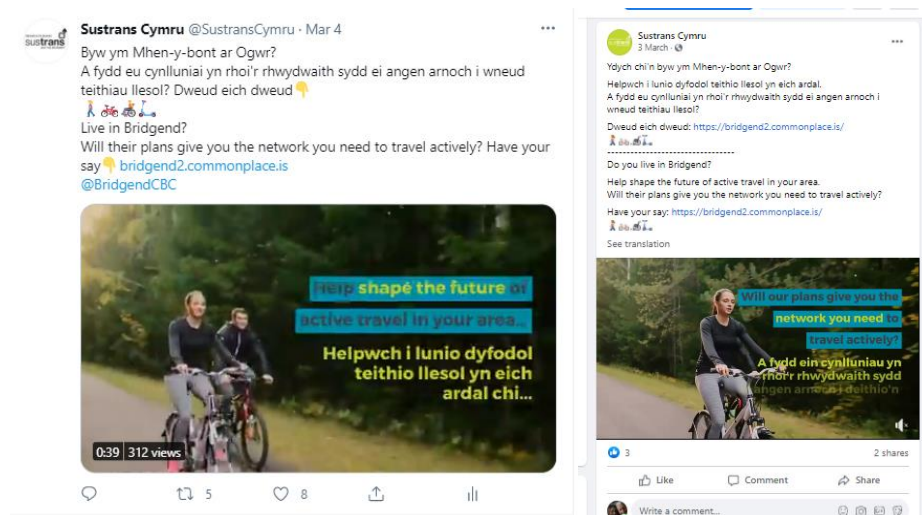 sustrans
Sustrans Cymru @SustransCymru · Mar 4
Byw ym Mhen-y-bont ar Ogwr?
A fydd eu cynlluniai yn rhoi'r rhwydwaith sydd ei angen arnoch i wneud
teithiau llesol? Dweud eich dweud👇
🚶🚲👩‍🦽🛴
Live in Bridgend?
Will their plans give you the network you need to travel actively? Have your
say👇 bridgend2.commonplace.is
@BridgendCBC
Help shape the future of
active travel in your area...
Helpwch i lunio dyfodol
teithio llesol yn eich
ardal chi...
0:39 312 views
5
8
Sustrans Cymru
3 March ·
Ydych chi'n byw ym Mhen-y-bont ar Ogwr?
Helpwch i lunio dyfodol teithio llesol yn eich ardal.
A fydd eu cynlluniai yn rhoi'r rhwydwaith sydd ei angen arnoch i
wneud teithiau llesol?
Dweud eich dweud: https://bridgend2.commonplace.is/
🚶🚲👩‍🦽🛴
----------------------------------
Do you live in Bridgend?
Help shape the future of active travel in your area.
Will their plans give you the network you need to travel actively?
Have your say: https://bridgend2.commonplace.is/
🚶🚲👩‍🦽🛴
See translation
Will our plans give you the
network you need to
travel actively?
A fydd ein cynlluniau yn
rhoi'r rhwydwaith sydd
angen arnoch i deithio'n
3
2 shares
Like
Comment
Share
Write a comment...